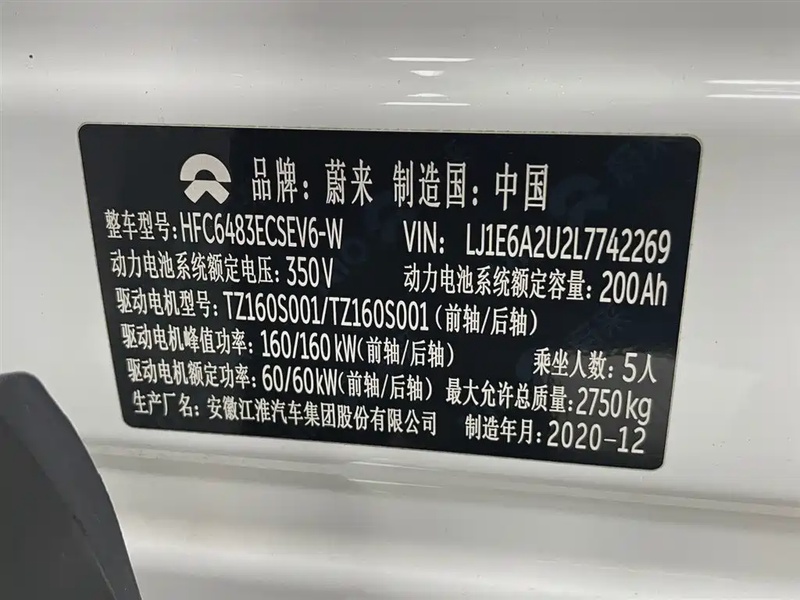 品牌：蔚来 制造国：中国
整车型号：HFC6483ECSEV6-W VIN：LJ1E6A2U2L7742269
动力电池系统额定电压：350V 动力电池系统额定容量：200Ah
驱动电机型号：TZ160S001/TZ160S001（前轴/后轴）
驱动电机峰值功率：160/160kW（前轴/后轴） 乘坐人数：5人
驱动电机额定功率：60/60kW（前轴/后轴） 最大允许总质量：2750kg
生产厂名：安徽江淮汽车集团股份有限公司 制造年月：2020-12